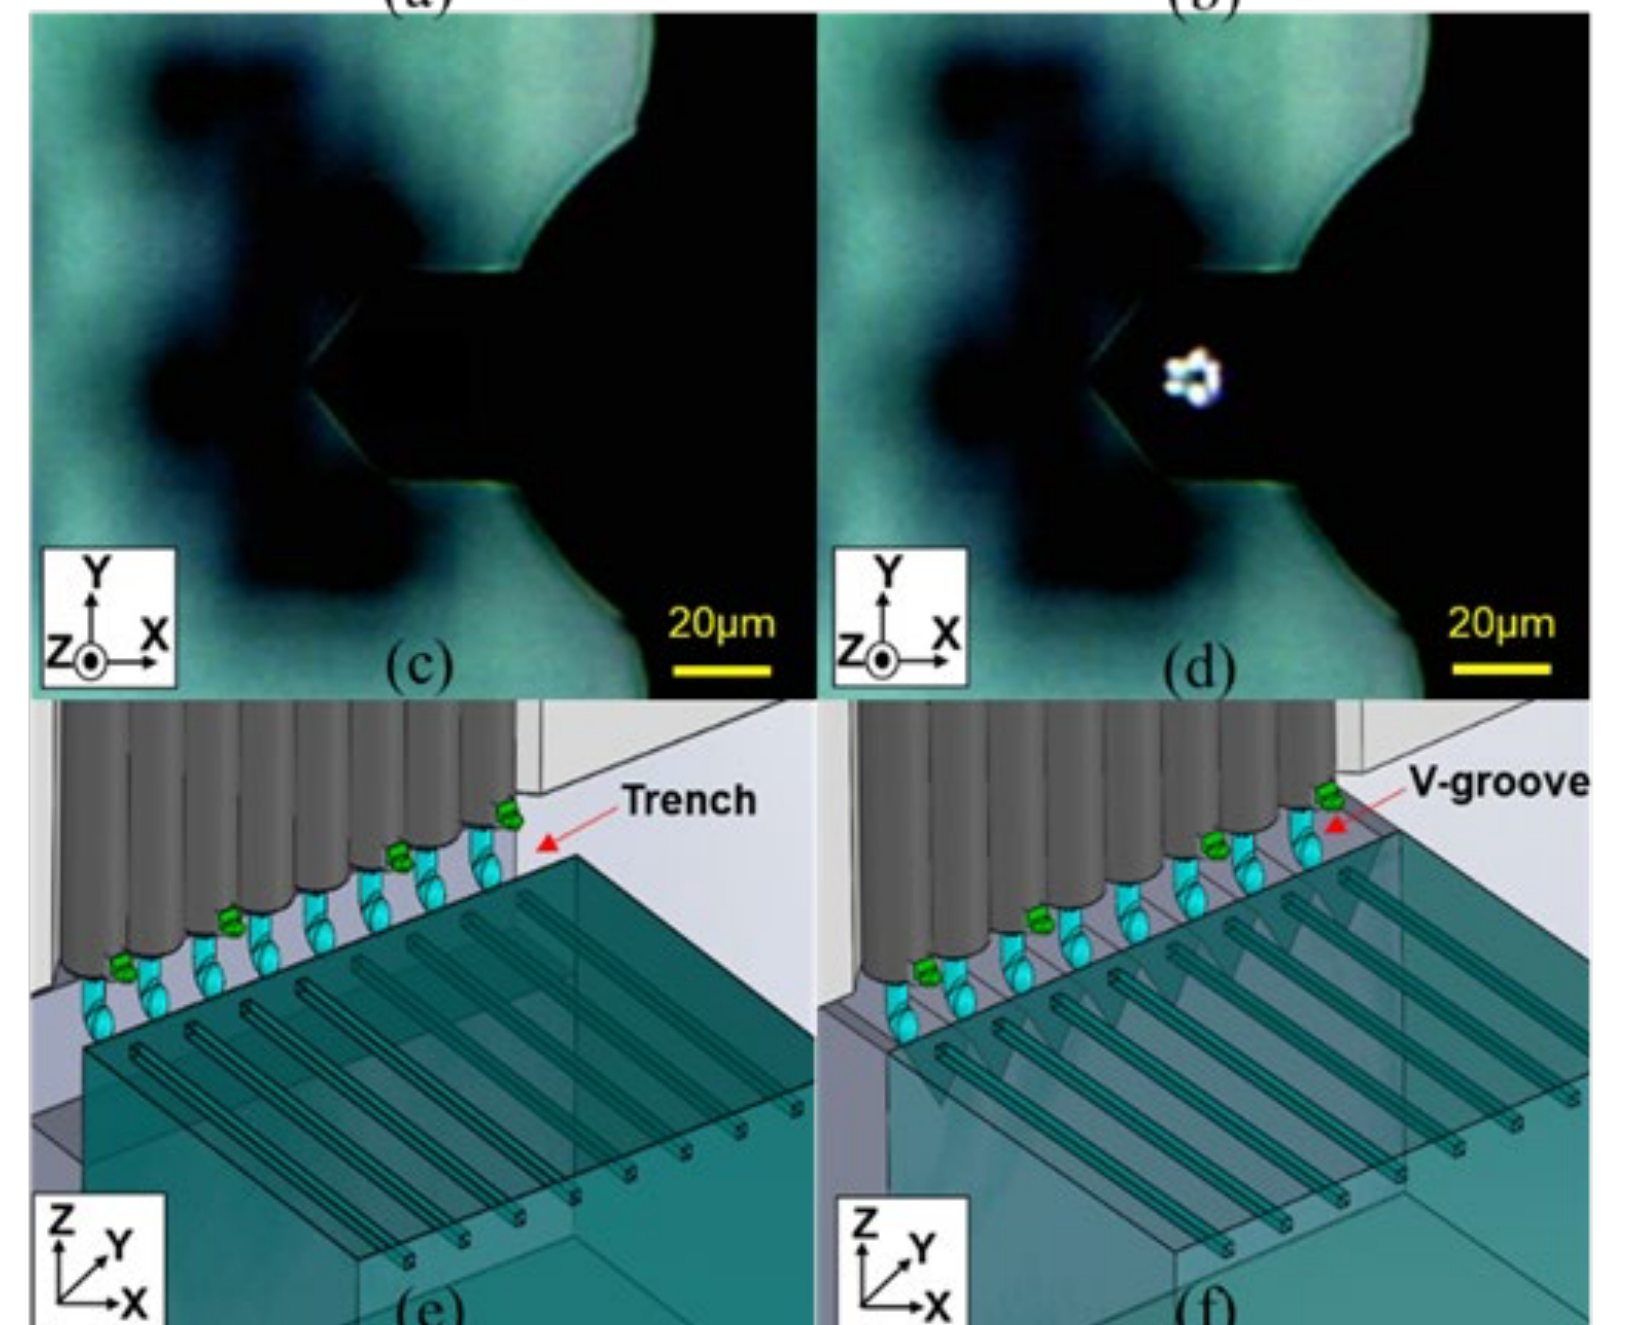 (a) (b)
Y
Z X
(c)
20µm
Y
Z X
(d)
20µm
Trench
V-groove
Z
Y
X
(e)
Z
Y
X
(f)